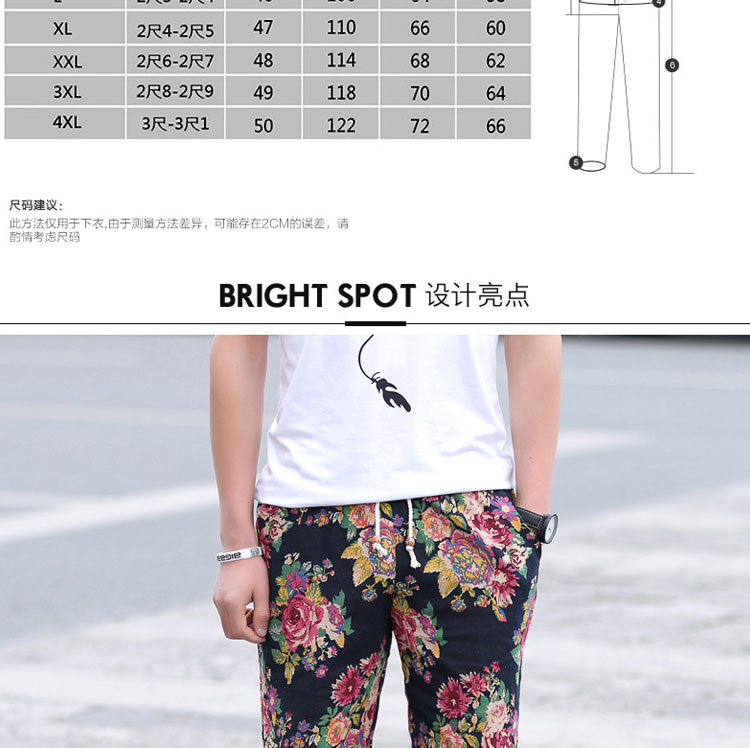 XL 2尺4-2尺5 47 110 66 60
XXL 2尺6-2尺7 48 114 68 62
3XL 2尺8-2尺9 49 118 70 64
4XL 3尺-3尺1 50 122 72 66
4
6
5
尺码建议：
此方法仅用于下衣,由于测量方法差异，可能存在2CM的误差，请
酌情考虑尺码
BRIGHT SPOT 设计亮点